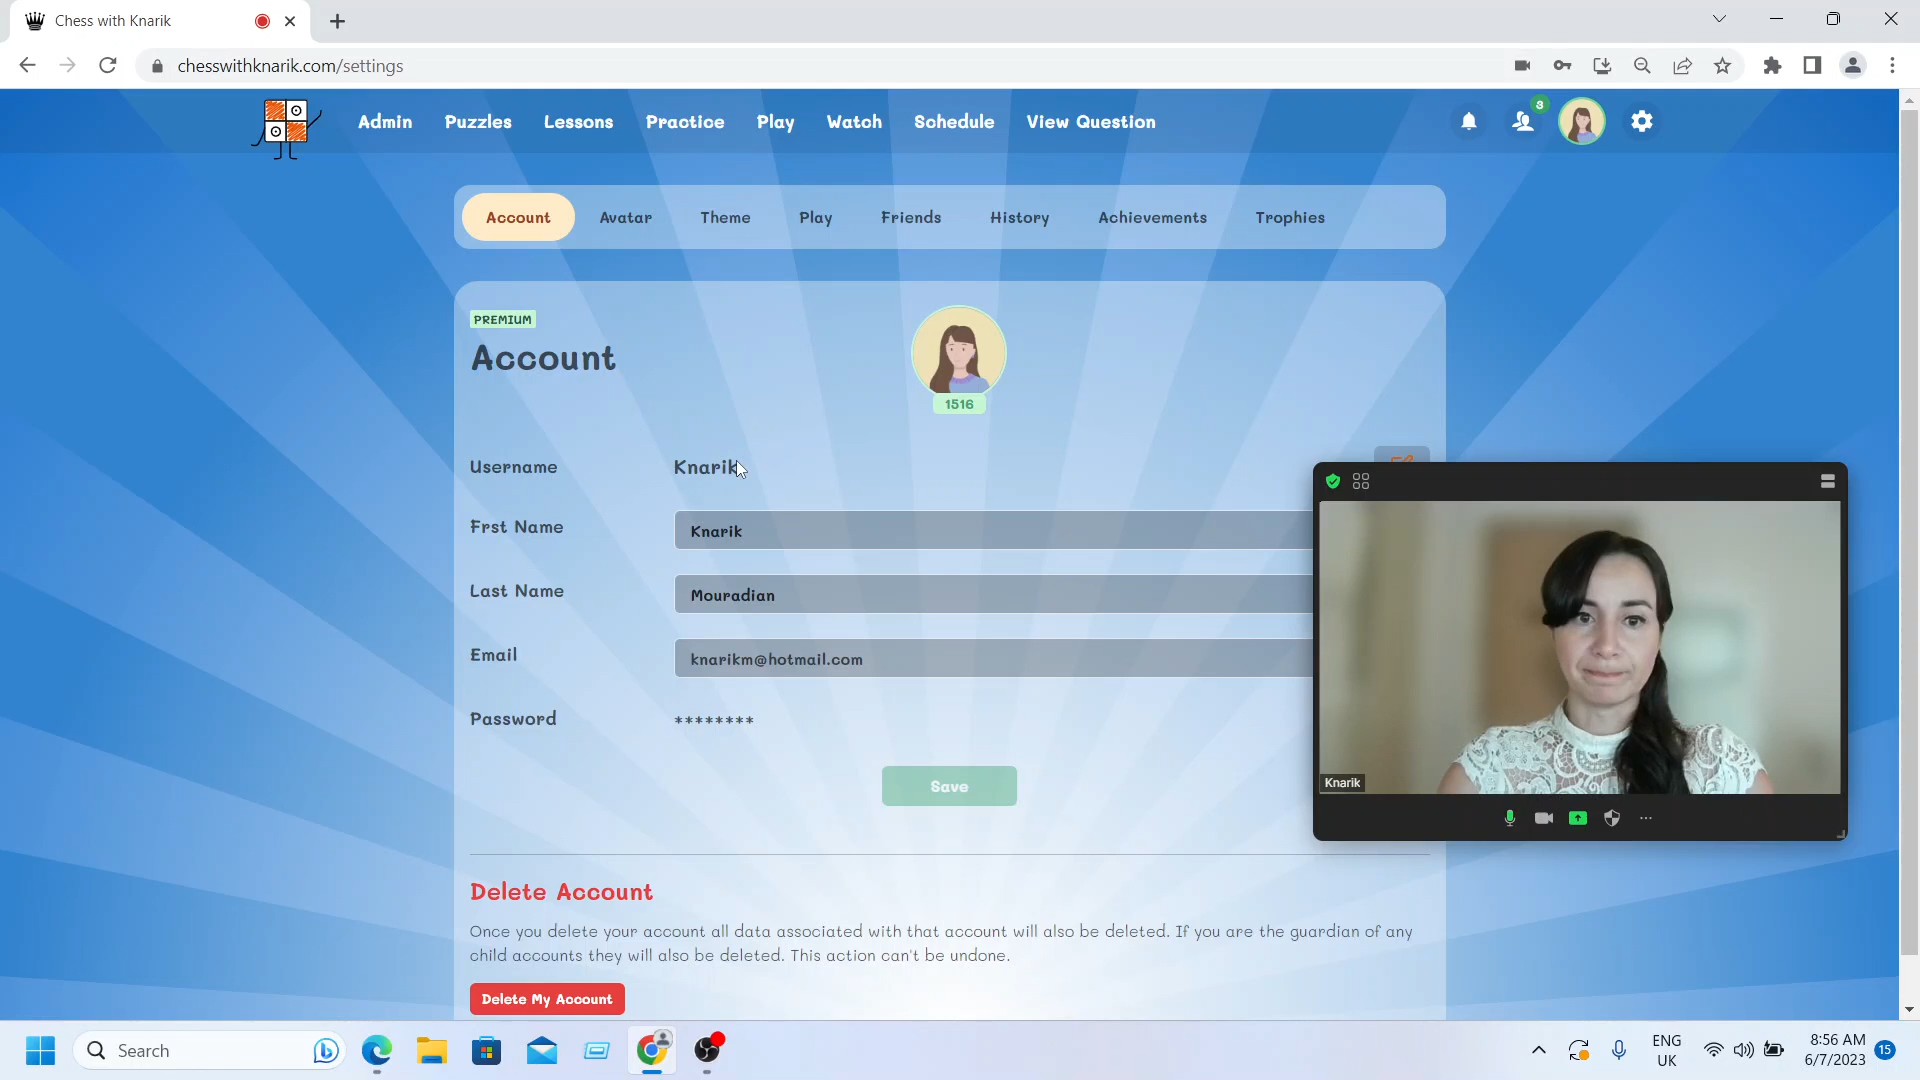 Chess with Knarik
chesswithknarik.com/settings
Admin Puzzles Lessons Practice Play Watch Schedule View Question
8
Account Avatar Theme Play Friends History Achievements Trophies
PREMIUM
Account
1516
Username Knarik
Frst Name Knarik
Last Name Mouradian
Email knarikm@hotmail.com
Password ********
Save
Knarik
Delete Account
Once you delete your account all data associated with that account will also be deleted. If you are the guardian of any
child accounts they will also be deleted. This action can't be undone.
Delete My Account
Search
ENG
UK
8:56 AM
6/7/2023
15